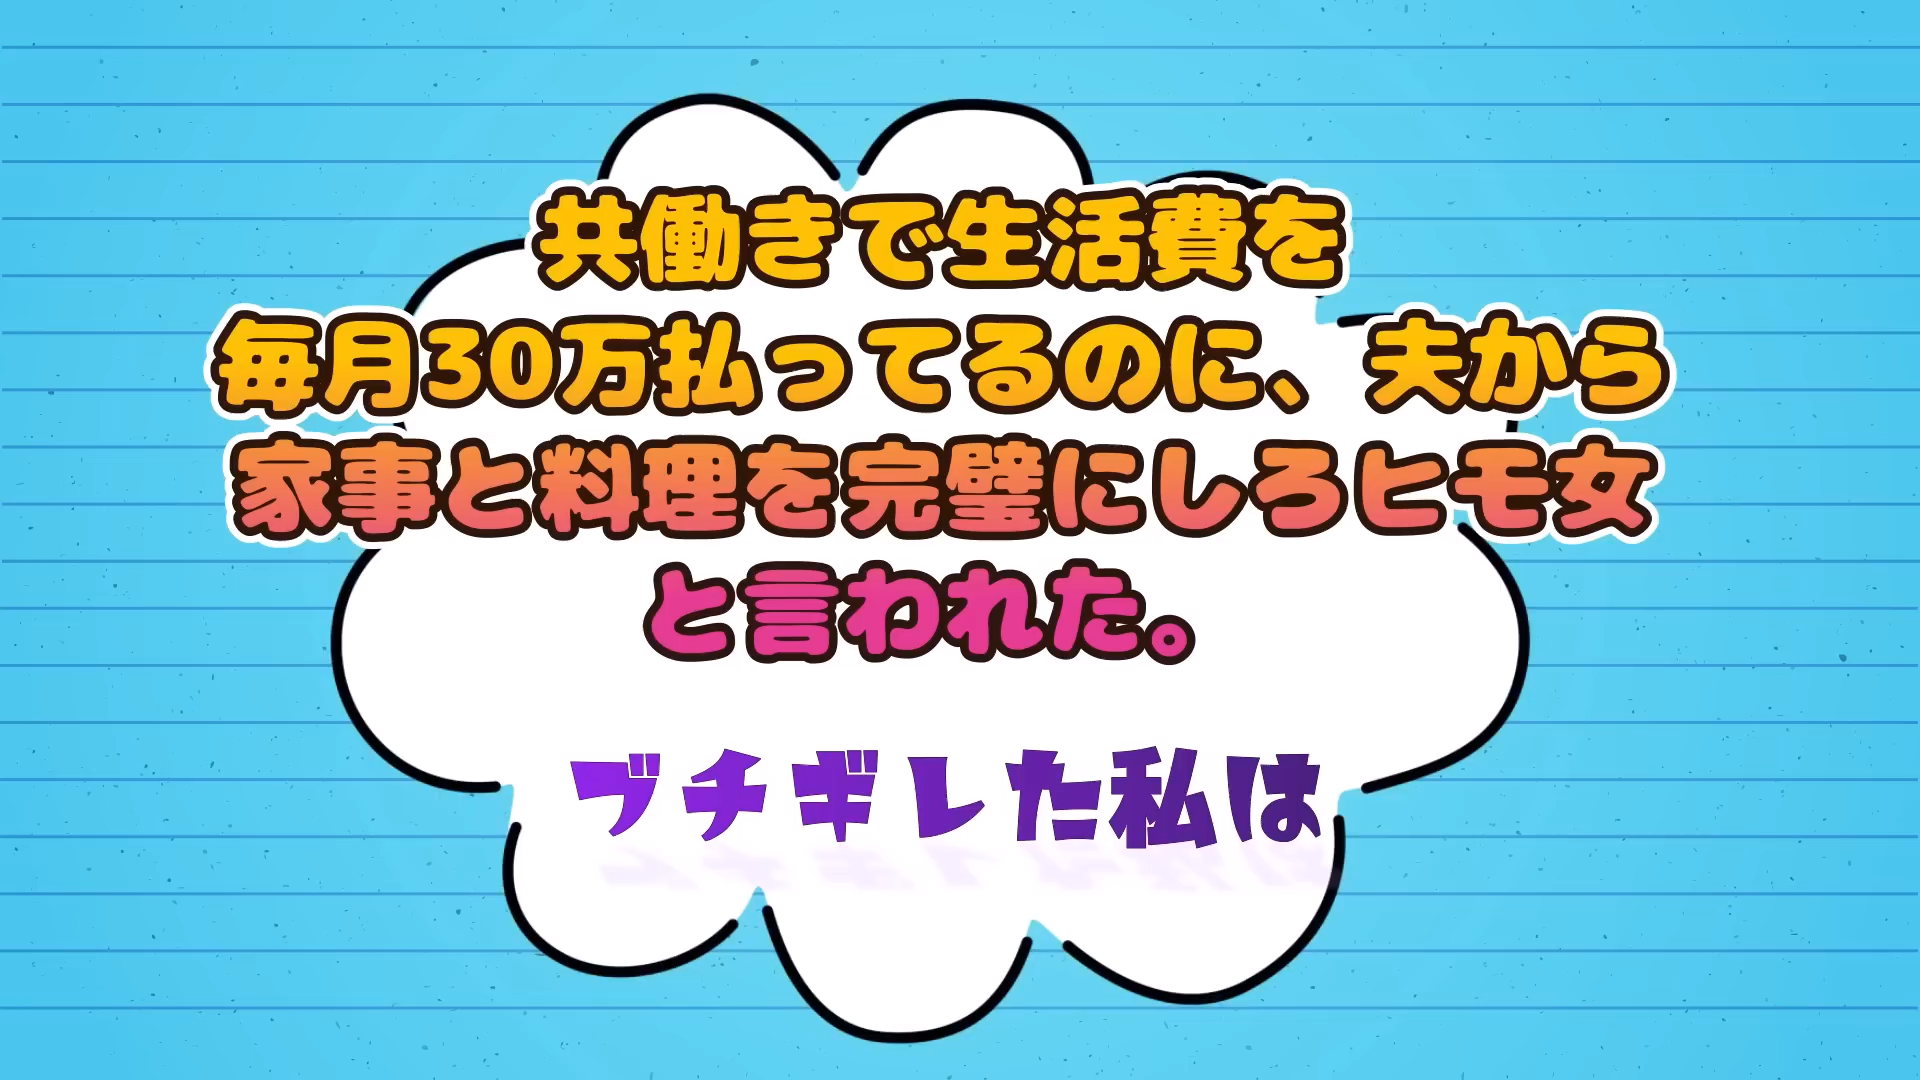 共働きで生活費を
毎月30万払ってるのに、夫から
家事と料理を完璧にしろヒモ女
と言われた。
ブチギレした私は